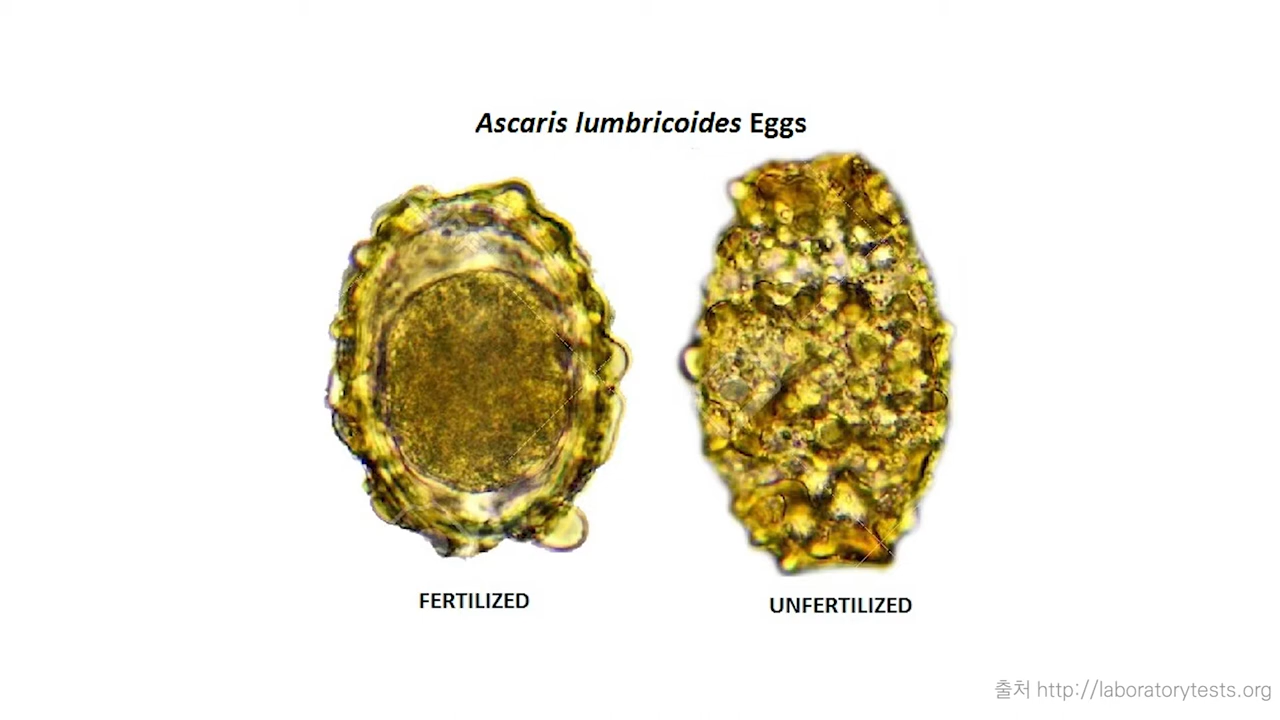 Ascaris lumbricoides Eggs
FERTILIZED
UNFERTILIZED
출처 http://laboratorytests.org